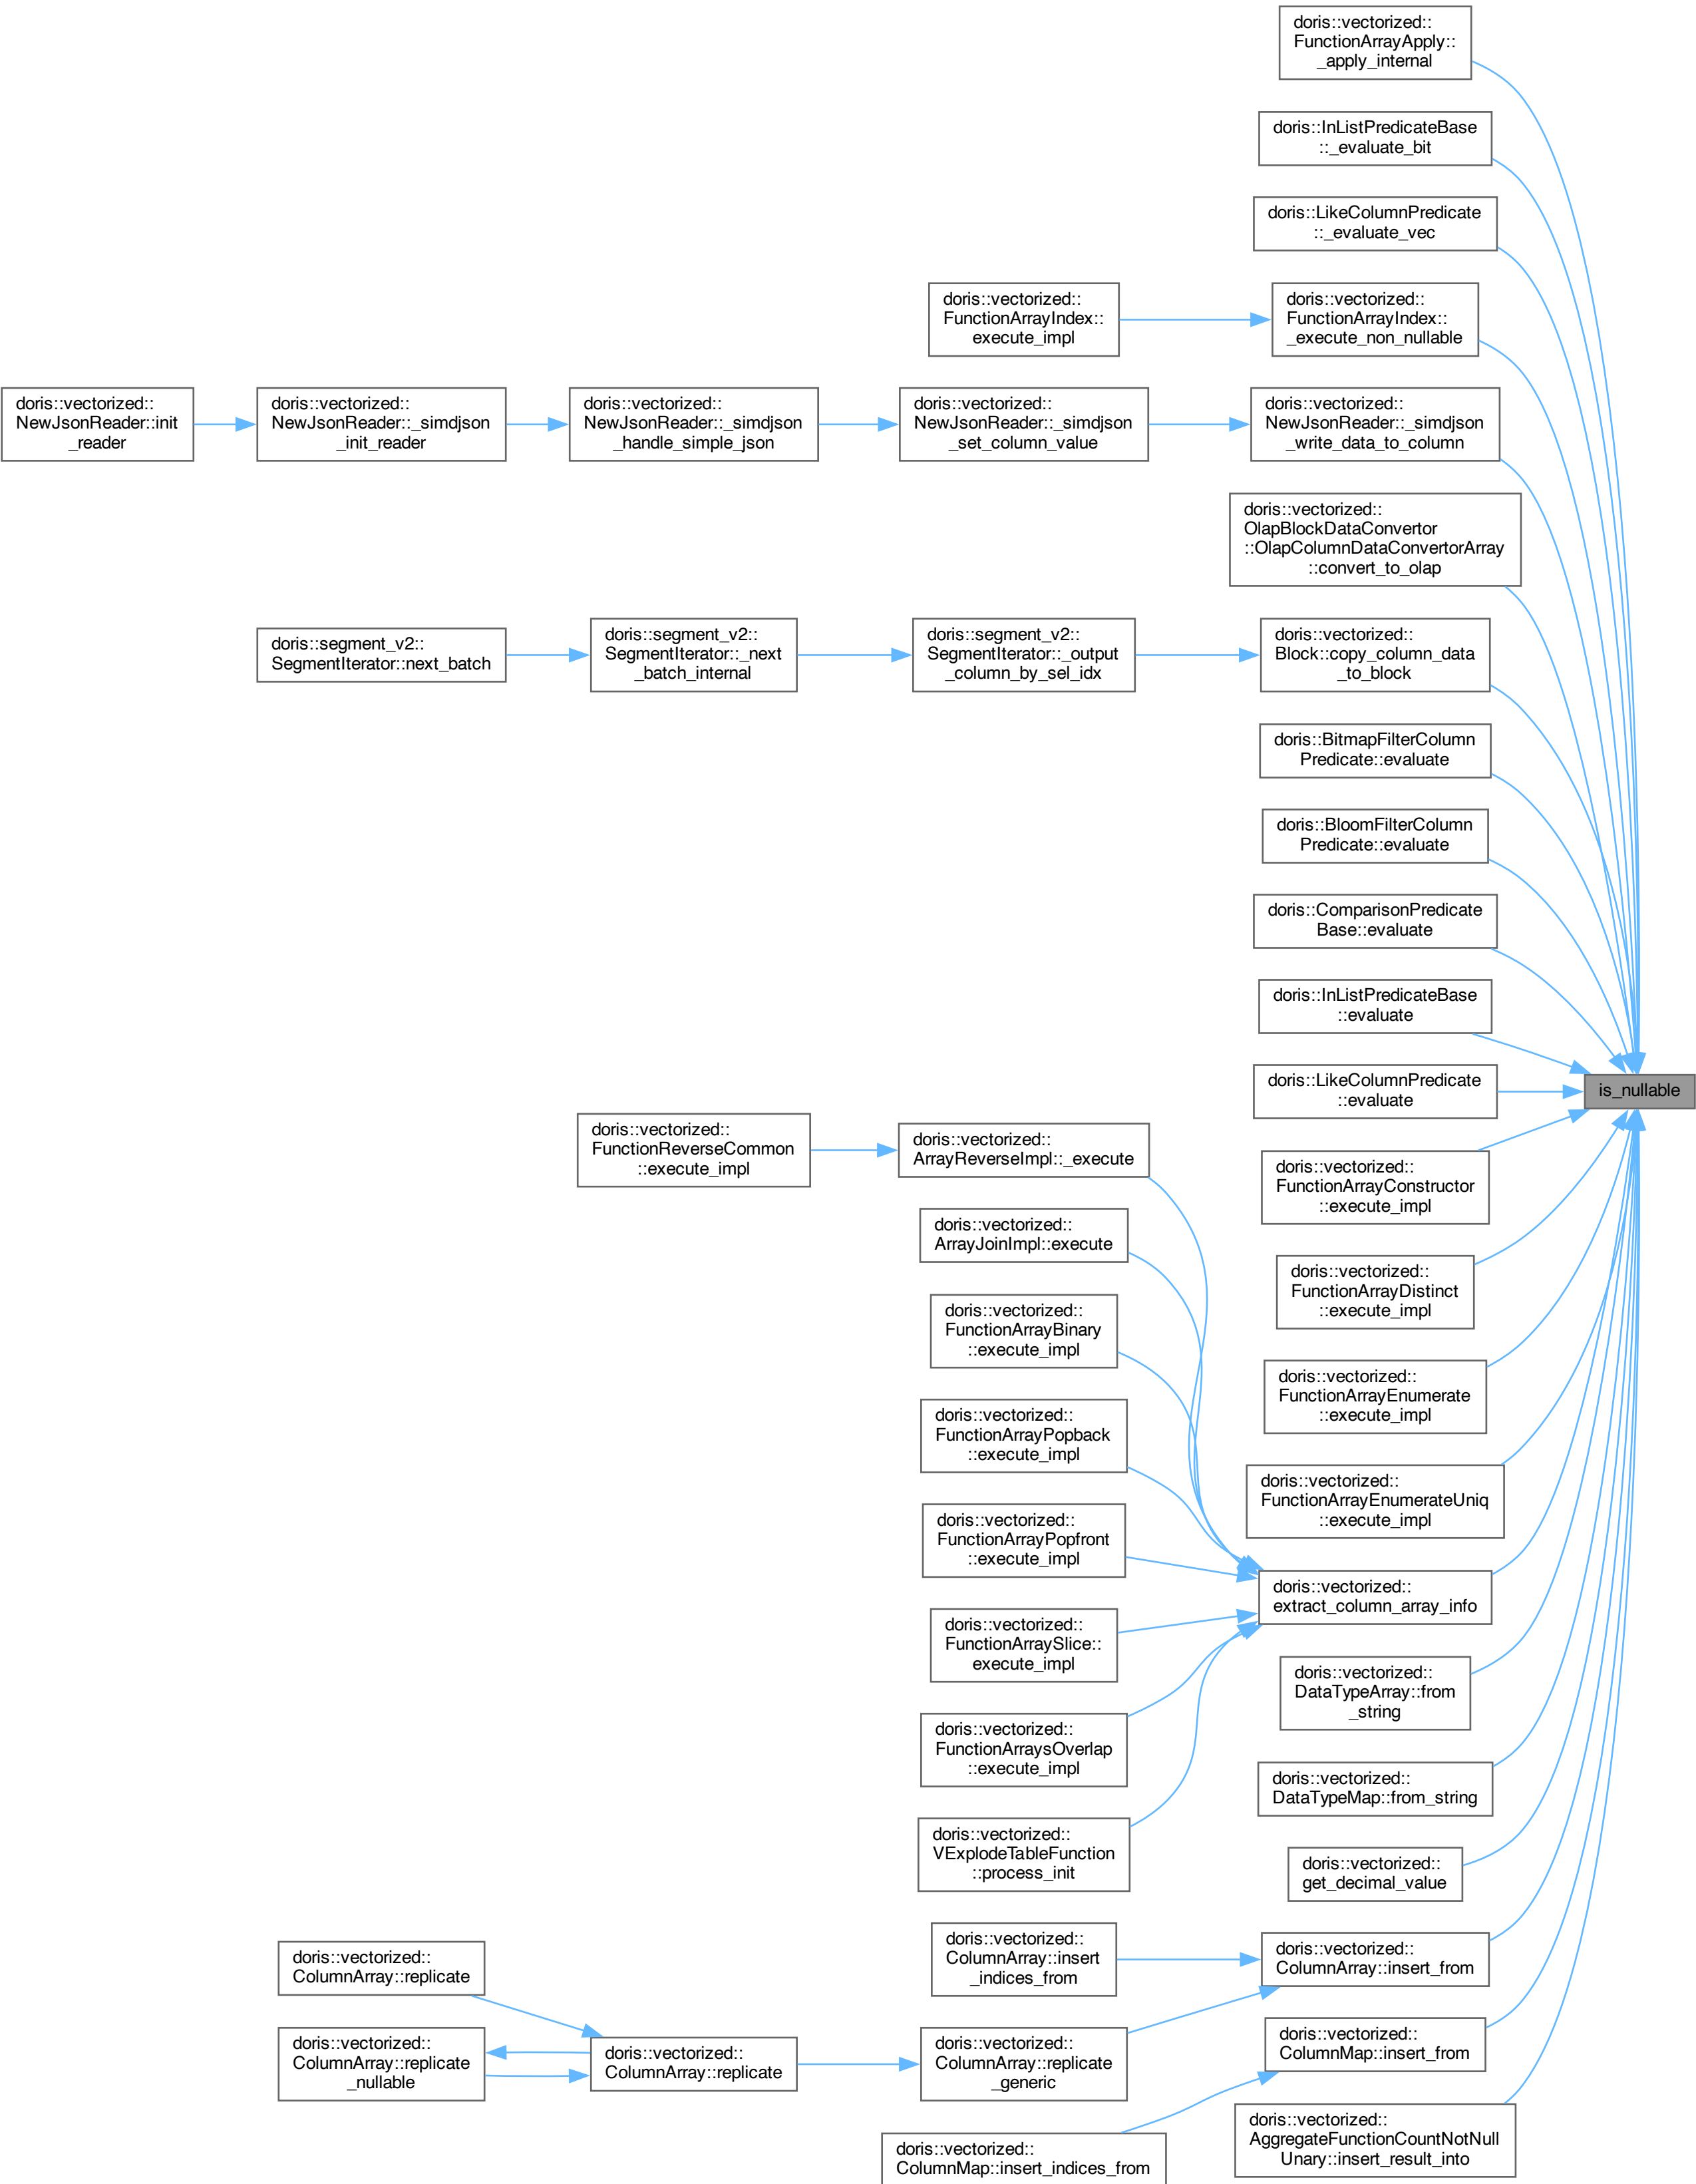 doris::vectorized::
FunctionArrayApply::
_apply_internal
doris::InListPredicateBase
::_evaluate_bit
doris::LikeColumnPredicate
::_evaluate_vec
doris::vectorized::
FunctionArrayIndex::
execute_impl
doris::vectorized::
FunctionArrayIndex::
_execute_non_nullable
doris::vectorized::
NewJsonReader::init
_reader
doris::vectorized::
NewJsonReader::_simdjson
_init_reader
doris::vectorized::
NewJsonReader::_simdjson
_handle_simple_json
doris::vectorized::
NewJsonReader::_simdjson
_set_column_value
doris::vectorized::
NewJsonReader::_simdjson
_write_data_to_column
doris::vectorized::
OlapBlockDataConvertor
::OlapColumnDataConvertorArray
::convert_to_olap
doris::segment_v2::
SegmentIterator::next_batch
doris::segment_v2::
SegmentIterator::_next
_batch_internal
doris::segment_v2::
SegmentIterator::_output
_column_by_sel_idx
doris::vectorized::
Block::copy_column_data
_to_block
doris::BitmapFilterColumn
Predicate::evaluate
doris::BloomFilterColumn
Predicate::evaluate
doris::ComparisonPredicate
Base::evaluate
doris::InListPredicateBase
::evaluate
doris::LikeColumnPredicate
::evaluate
is_nullable
doris::vectorized::
FunctionReverseCommon
::execute_impl
doris::vectorized::
ArrayReverseImpl::_execute
doris::vectorized::
FunctionArrayConstructor
::execute_impl
doris::vectorized::
ArrayJoinImpl::execute
doris::vectorized::
FunctionArrayDistinct
::execute_impl
doris::vectorized::
FunctionArrayBinary
::execute_impl
doris::vectorized::
FunctionArrayEnumerate
::execute_impl
doris::vectorized::
FunctionArrayPopback
::execute_impl
doris::vectorized::
FunctionArrayEnumerateUniq
::execute_impl
doris::vectorized::
FunctionArrayPopfront
::execute_impl
doris::vectorized::
extract_column_array_info
doris::vectorized::
FunctionArraySlice::
execute_impl
doris::vectorized::
DataTypeArray::from
_string
doris::vectorized::
FunctionArraysOverlap
::execute_impl
doris::vectorized::
DataTypeMap::from_string
doris::vectorized::
VExplodeTableFunction
::process_init
doris::vectorized::
get_decimal_value
doris::vectorized::
ColumnArray::insert
_indices_from
doris::vectorized::
ColumnArray::insert_from
doris::vectorized::
ColumnArray::replicate
doris::vectorized::
ColumnArray::replicate
_nullable
doris::vectorized::
ColumnArray::replicate
doris::vectorized::
ColumnArray::replicate
_generic
doris::vectorized::
ColumnMap::insert_from
doris::vectorized::
ColumnMap::insert_indices_from
doris::vectorized::
AggregateFunctionCountNotNull
Unary::insert_result_into